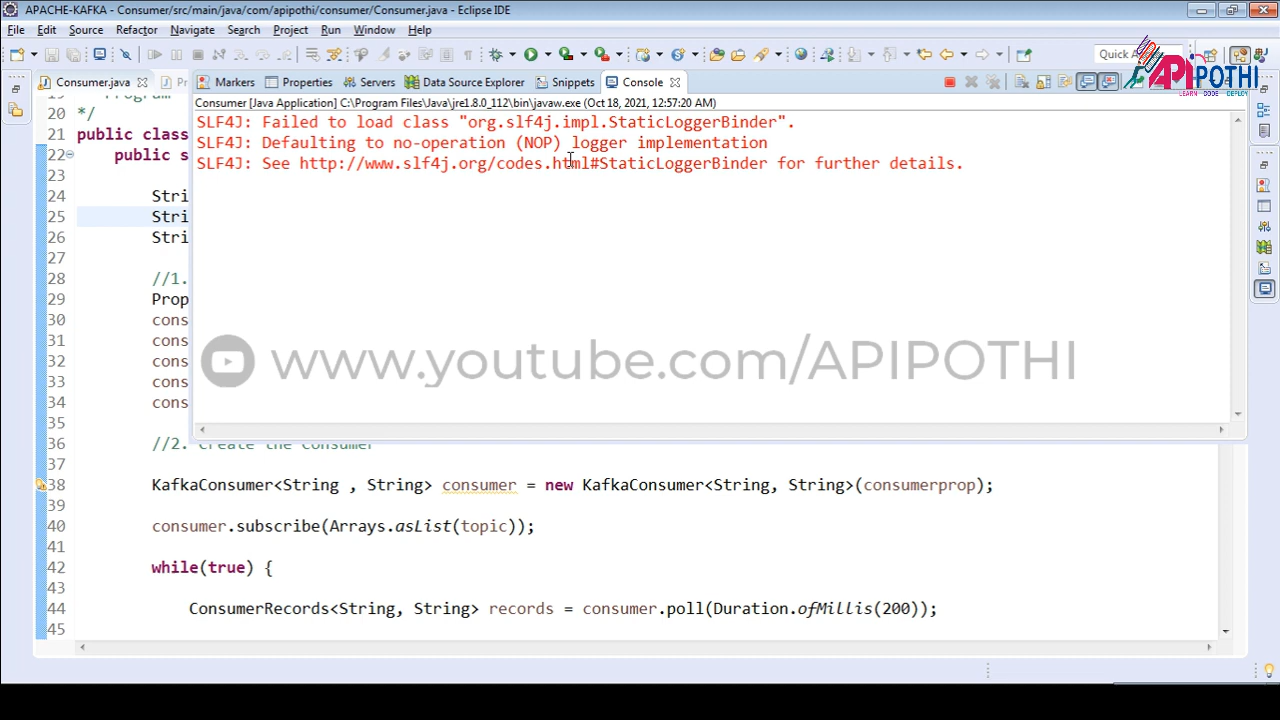 APACHE-KAFKA - Consumer/src/main/java/com/apipothi/consumer/Consumer.java - Eclipse IDE
File Edit Source Refactor Navigate Search Project Run Window Help
Quick A
APIPOTHI
LEARN CODE DEPLOY
Consumer.java Pr Markers Properties Servers Data Source Explorer Snippets Console
Consumer [Java Application] C:\Program Files\Java\jre1.8.0_112\bin\javaw.exe (Oct 18, 2021, 12:57:20 AM)
SLF4J: Failed to load class "org.slf4j.impl.StaticLoggerBinder".
SLF4J: Defaulting to no-operation (NOP) logger implementation
SLF4J: See http://www.slf4j.org/codes.html#StaticLoggerBinder for further details.
20 */
21 public class
22 public s
24 Stri
25 Stri
26 Stri
27
28 //1.
29 Prop
30 cons
31 cons
32 cons
33 cons
34 cons
35
www.youtube.com/APIPOTHI
36 //2. Create the Consumer
37
38 KafkaConsumer<String , String> consumer = new KafkaConsumer<String, String>(consumerprop);
39
40 consumer.subscribe(Arrays.asList(topic));
41
42 while(true) {
43
44 ConsumerRecords<String, String> records = consumer.poll(Duration.ofMillis(200));
45